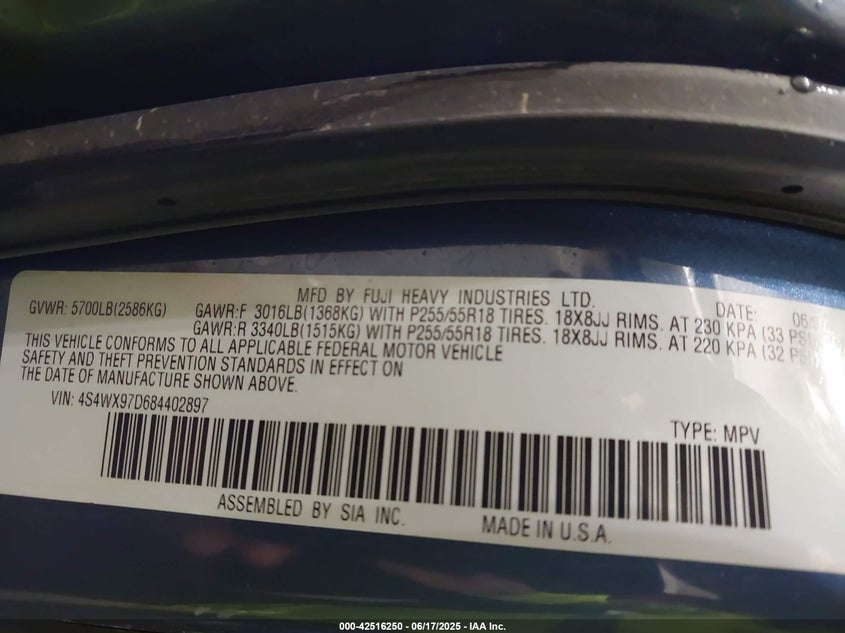 MFD BY FUJI HEAVY INDUSTRIES LTD.
GVWR: 5700LB(2586KG) GAWR:F 3016LB(1368KG) WITH P255/55R18 TIRES. 18X8JJ RIMS. AT 230 KPA (33 PSI) DATE:
GAWR:R 3340LB(1515KG) WITH P255/55R18 TIRES. 18X8JJ RIMS. AT 220 KPA (32 PSI)
THIS VEHICLE CONFORMS TO ALL APPLICABLE FEDERAL MOTOR VEHICLE
SAFETY AND THEFT PREVENTION STANDARDS IN EFFECT ON
THE DATE OF MANUFACTURE SHOWN ABOVE.
VIN: 4S4WX97D684402897 TYPE: MPV
ASSEMBLED BY SIA INC. MADE IN U.S.A.
000-42516250 - 06/17/2025 - IAA Inc.